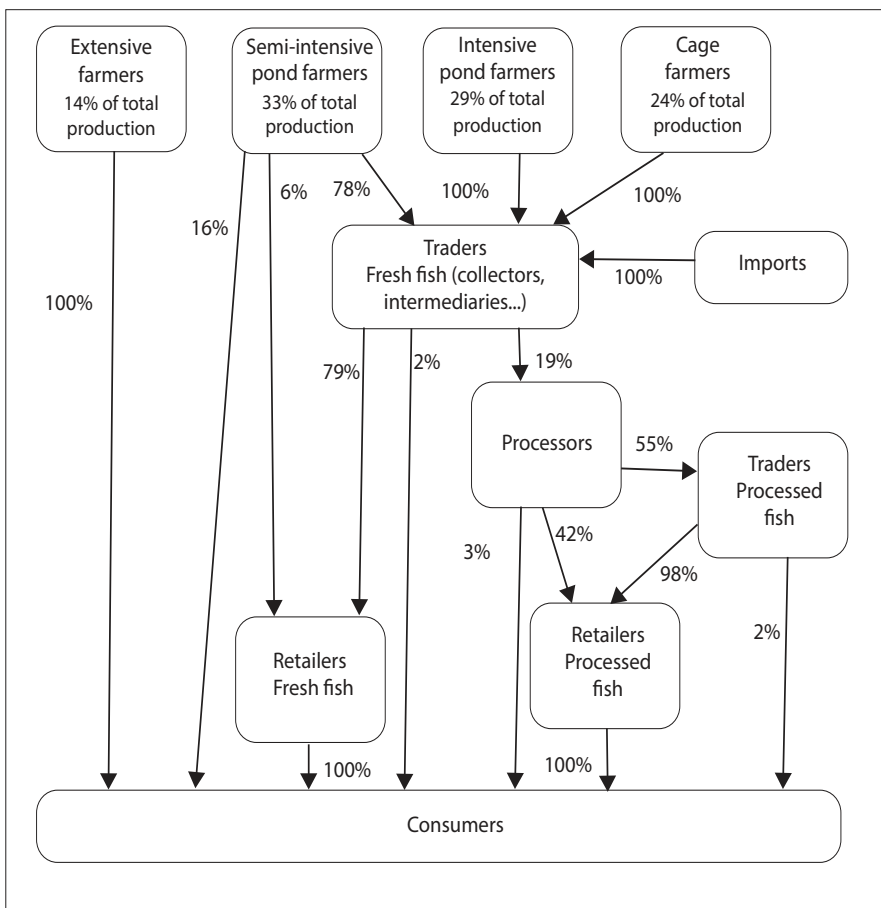 Extensive
farmers
14% of total
production
Semi-intensive
pond farmers
33% of total
production
Intensive
pond farmers
29% of total
production
Cage
farmers
24% of total
production
6%
78%
100%
100%
16%
Traders
Fresh fish (collectors,
intermediaries...)
Imports
100%
100%
79%
2%
19%
Processors
55%
Traders
Processed
fish
3%
42%
98%
Retailers
Fresh fish
Retailers
Processed
fish
2%
100%
100%
Consumers